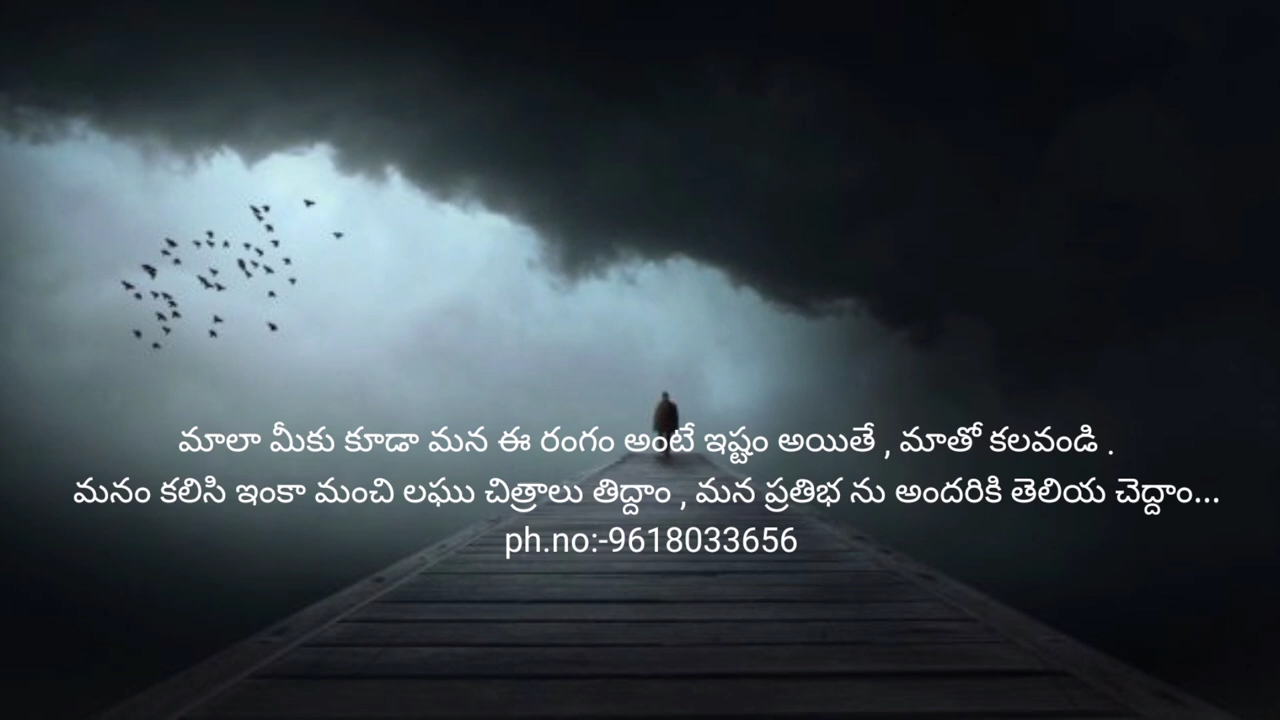 మాలా మీకు కూడా మన ఈ రంగం అంటే ఇష్టం అయితే , మాతో కలవండి .
మనం కలిసి ఇంకా మంచి లఘు చిత్రాలు తిద్దాం , మన ప్రతిభ ను అందరికి తెలియ చెద్దాం...
ph.no:-9618033656